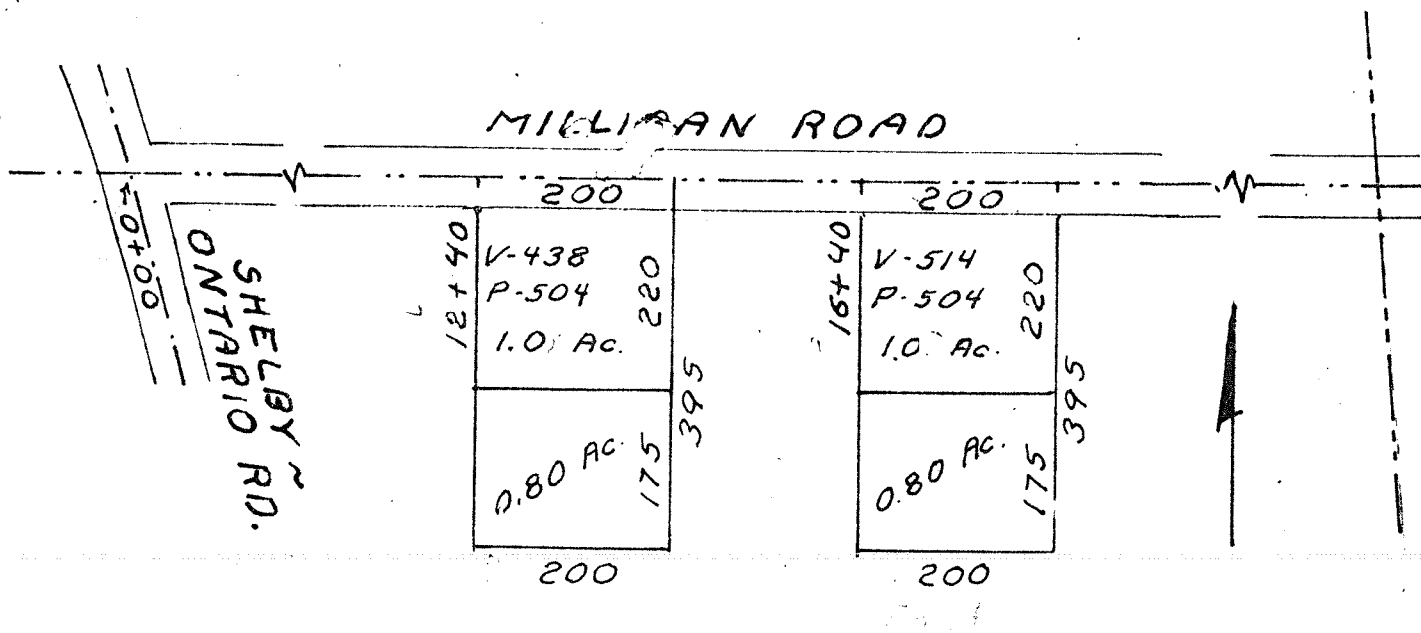 MILLIGAN ROAD
200
200
0+00
SHELBY ~
ONTARIO RD.
12+40
V-438
P-504
1.0 Ac.
220
395
0.80 Ac.
175
200
16+40
V-514
P-504
1.0 Ac.
220
395
0.80 Ac.
175
200